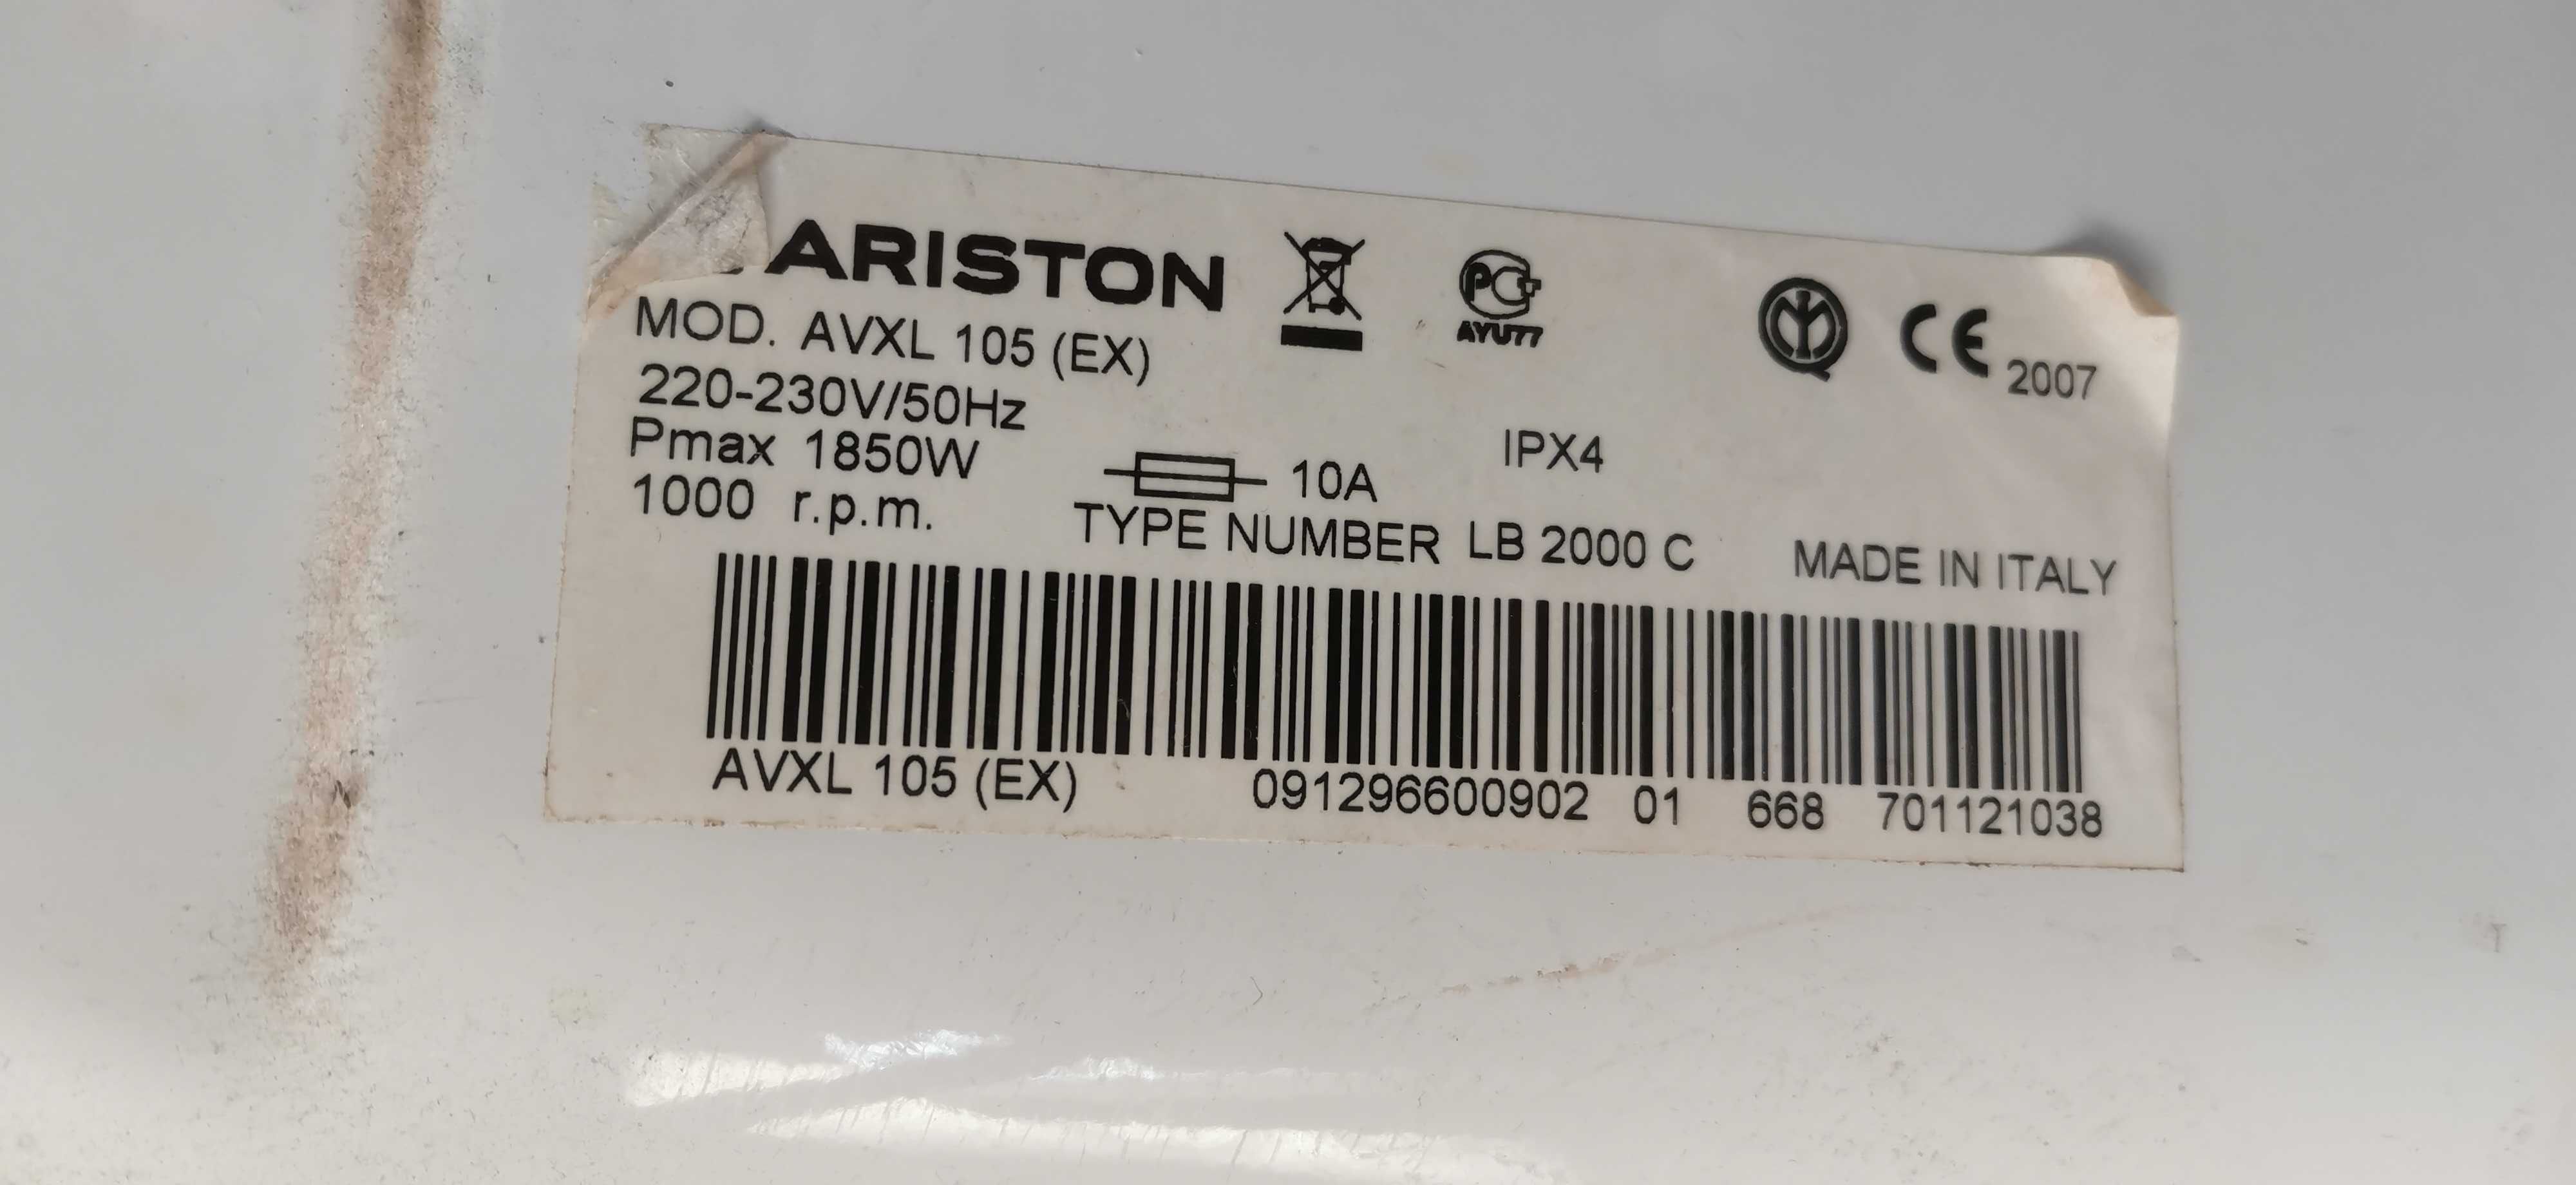 ARISTON
PC
AYU77
CE 2007
MOD. AVXL 105 (EX)
220-230V/50Hz
Pmax 1850W
10A
IPX4
1000 r.p.m.
TYPE NUMBER LB 2000 C
MADE IN ITALY
AVXL 105 (EX) 091296600902 01 668 701121038